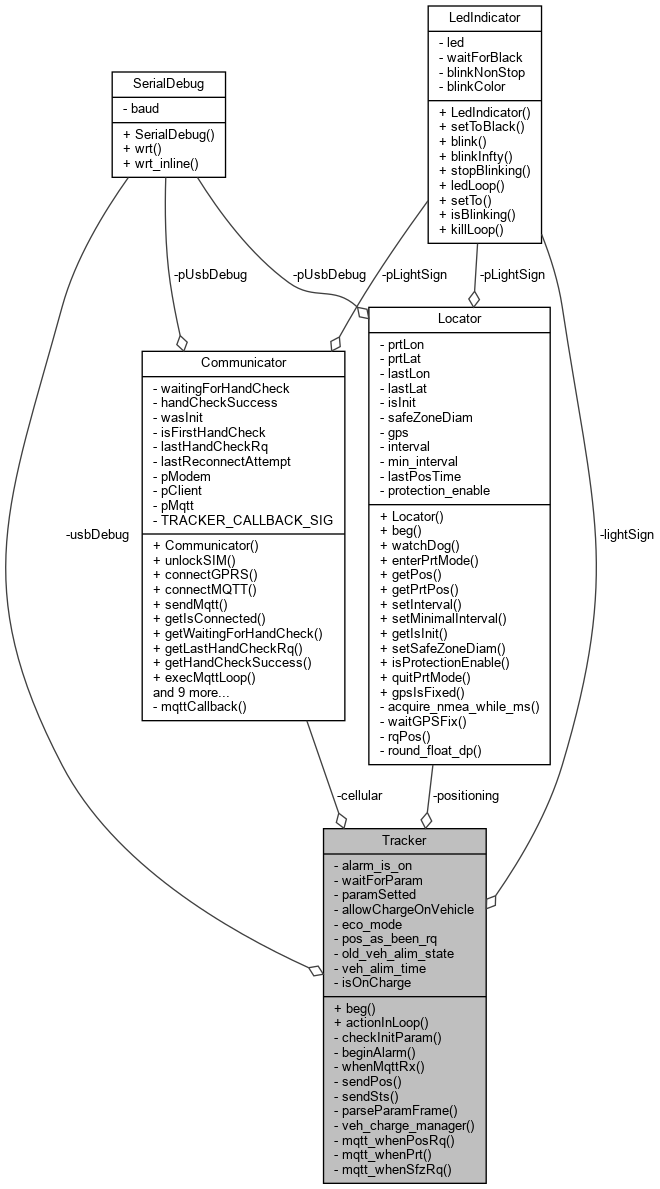 LedIndicator
- led
- waitForBlack
- blinkNonStop
- blinkColor
+ LedIndicator()
+ setToBlack()
+ blink()
+ blinkInfty()
+ stopBlinking()
+ ledLoop()
+ setTo()
+ isBlinking()
+ killLoop()
SerialDebug
- baud
+ SerialDebug()
+ wrt()
+ wrt_inline()
-pUsbDebug
-pUsbDebug
-pLightSign
-pLightSign
Communicator
- waitingForHandCheck
- handCheckSuccess
- wasInit
- isFirstHandCheck
- lastHandCheckRq
- lastReconnectAttempt
- pModem
- pClient
- pMqtt
- TRACKER_CALLBACK_SIG
+ Communicator()
+ unlockSIM()
+ connectGPRS()
+ connectMQTT()
+ sendMqtt()
+ getIsConnected()
+ getWaitingForHandCheck()
+ getLastHandCheckRq()
+ getHandCheckSuccess()
+ execMqttLoop()
and 9 more...
- mqttCallback()
Locator
- prtLon
- prtLat
- lastLon
- lastLat
- isInit
- safeZoneDiam
- gps
- interval
- min_interval
- lastPosTime
- protection_enable
+ Locator()
+ beg()
+ watchDog()
+ enterPrtMode()
+ getPos()
+ getPrtPos()
+ setInterval()
+ setMinimalInterval()
+ getIsInit()
+ setSafeZoneDiam()
+ isProtectionEnable()
+ quitPrtMode()
+ gpsIsFixed()
- acquire_nmea_while_ms()
- waitGPSFix()
- rqPos()
- round_float_dp()
-usbDebug
-lightSign
-cellular
-positioning
Tracker
- alarm_is_on
- waitForParam
- paramSetted
- allowChargeOnVehicle
- eco_mode
- pos_as_been_rq
- old_veh_alim_state
- veh_alim_time
- isOnCharge
+ beg()
+ actionInLoop()
- checkInitParam()
- beginAlarm()
- whenMqttRx()
- sendPos()
- sendSts()
- parseParamFrame()
- veh_charge_manager()
- mqtt_whenPosRq()
- mqtt_whenPrt()
- mqtt_whenSfzRq()